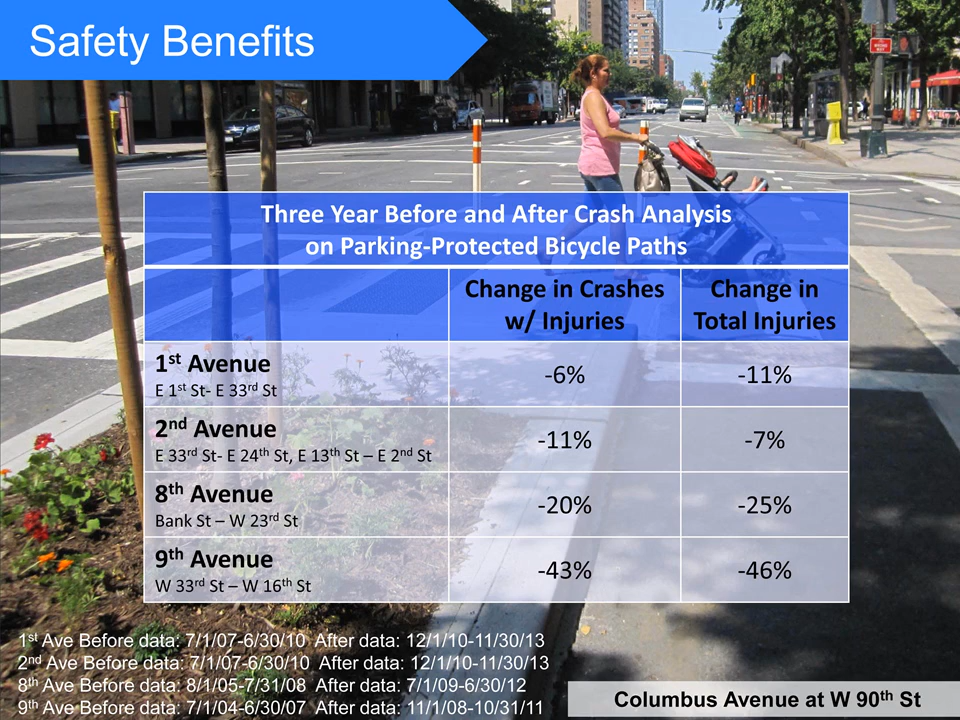 Safety Benefits
Three Year Before and After Crash Analysis
on Parking-Protected Bicycle Paths
Change in Crashes
w/ Injuries
Change in
Total Injuries
1st Avenue
E 1st St- E 33rd St
-6%
-11%
2nd Avenue
E 33rd St- E 24th St, E 13th St – E 2nd St
-11%
-7%
8th Avenue
Bank St – W 23rd St
-20%
-25%
9th Avenue
W 33rd St – W 16th St
-43%
-46%
1st Ave Before data: 7/1/07-6/30/10 After data: 12/1/10-11/30/13
2nd Ave Before data: 7/1/07-6/30/10 After data: 12/1/10-11/30/13
8th Ave Before data: 8/1/05-7/31/08 After data: 7/1/09-6/30/12
9th Ave Before data: 7/1/04-6/30/07 After data: 11/1/08-10/31/11
Columbus Avenue at W 90th St